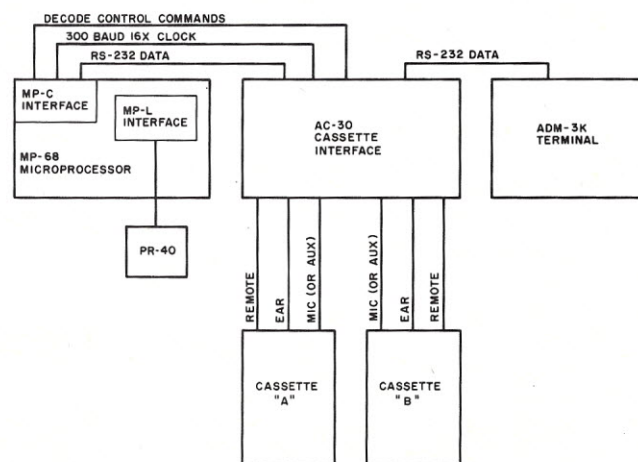 DECODE CONTROL COMMANDS
300 BAUD 16X CLOCK
RS-232 DATA
RS-232 DATA
MP-C
INTERFACE
MP-L
INTERFACE
MP-68
MICROPROCESSOR
AC-30
CASSETTE
INTERFACE
ADM-3K
TERMINAL
PR-40
REMOTE
EAR
MIC (OR AUX)
MIC (OR AUX)
EAR
REMOTE
CASSETTE
"A"
CASSETTE
"B"